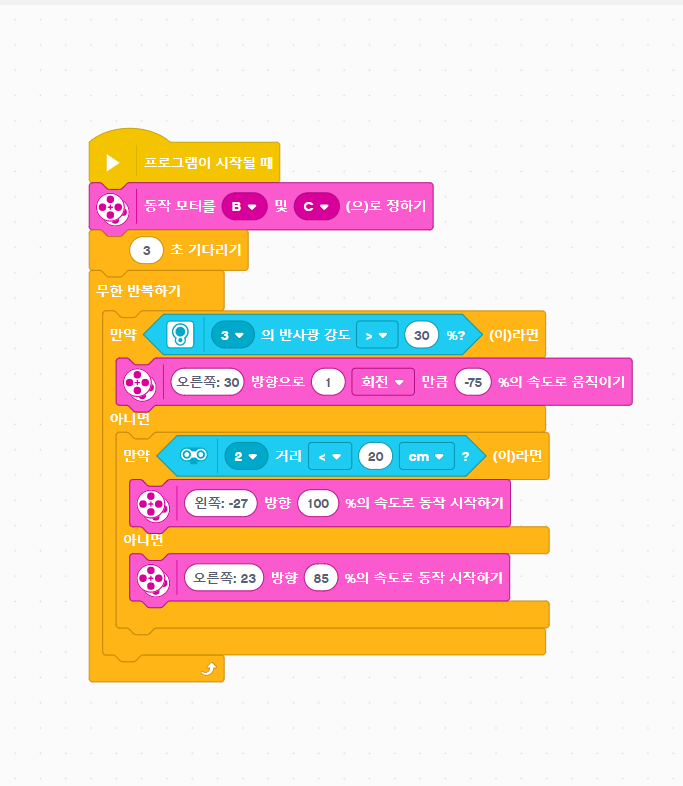 프로그램이 시작될 때
동작 모터를 B 및 C (으)로 정하기
3 초 기다리기
무한 반복하기
만약 3 의 반사광 강도 > 30 %? (이)라면
오른쪽: 30 방향으로 1 회전 만큼 -75 %의 속도로 움직이기
아니면
만약 2 거리 < 20 cm ? (이)라면
왼쪽: -27 방향 100 %의 속도로 동작 시작하기
아니면
오른쪽: 23 방향 85 %의 속도로 동작 시작하기